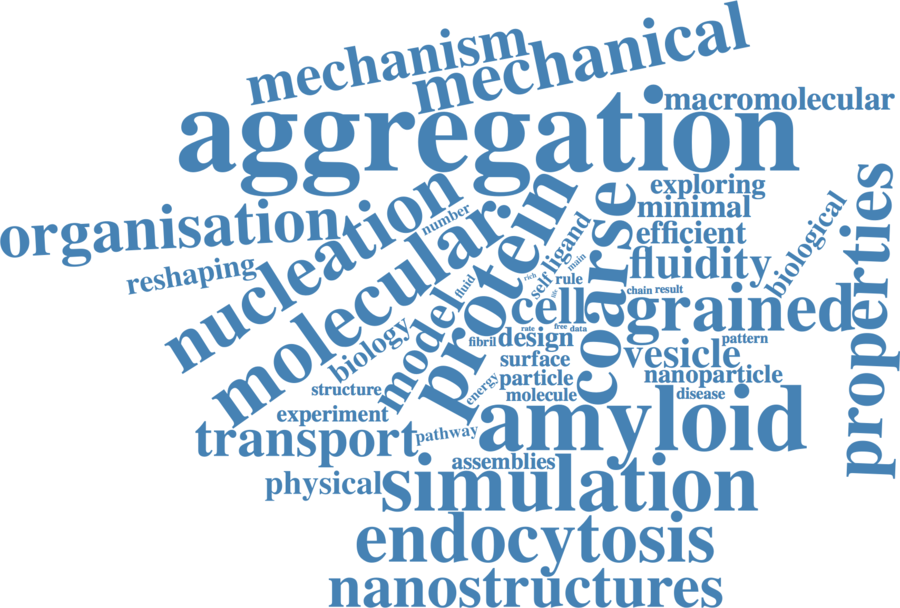 mechanism
mechanical
aggregation
macromolecular
organisation
nucleation
number
molecular
protein
coarse
exploring
minimal
efficient
fluidity
biological
properties
reshaping
fluid
self
ligand
rich
main
rule
life
chain
result
cell
grained
model
biology
rate
free
data
fibril
design
pattern
surface
vesicle
structure
energy
particle
nanoparticle
molecule
disease
experiment
amyloid
transport
pathway
assemblies
physical
simulation
endocytosis
nanostructures